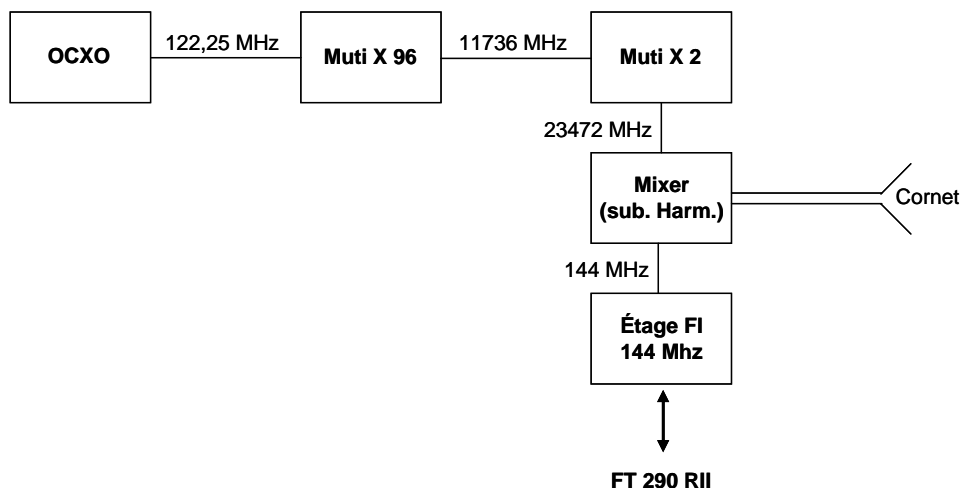 OCXO
122,25 MHz
Muti X 96
11736 MHz
Muti X 2
23472 MHz
Mixer
(sub. Harm.)
Cornet
144 MHz
Étage FI
144 Mhz
FT 290 RII